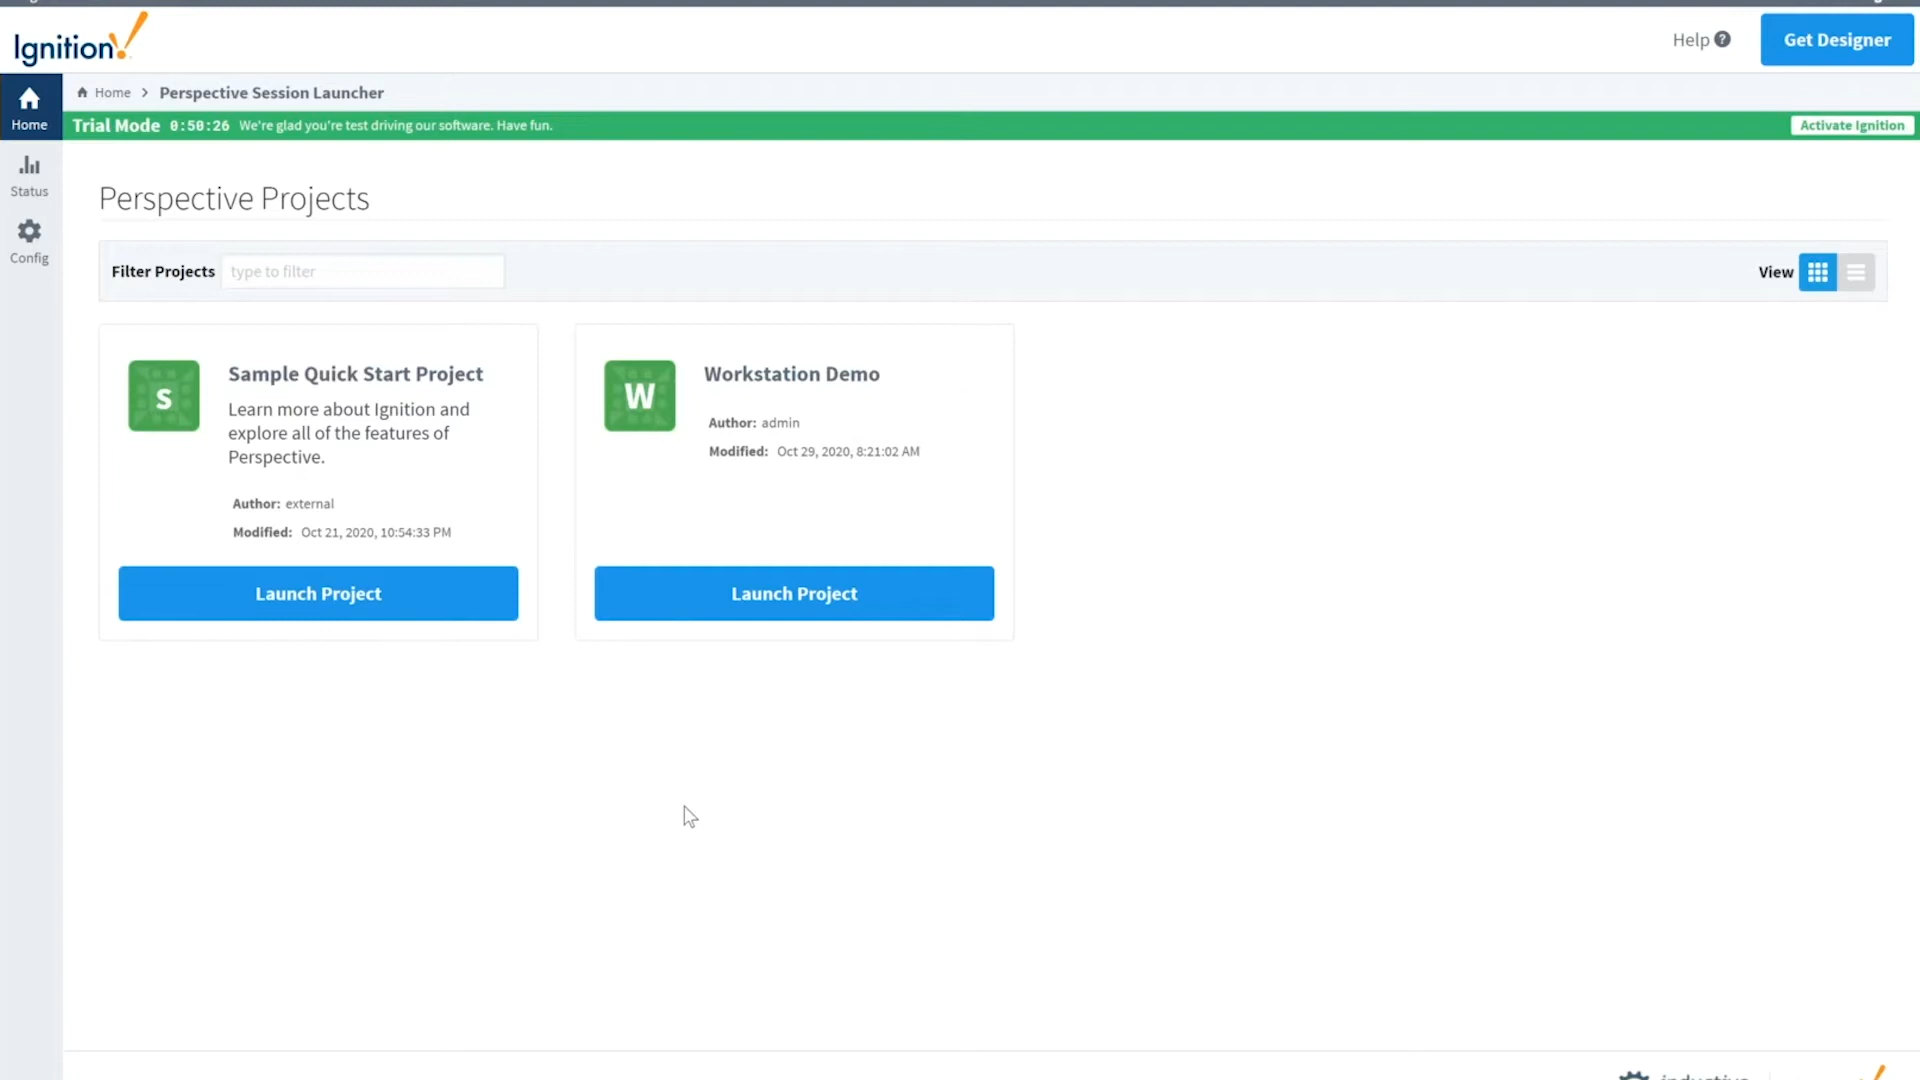 Ignition!
Help ?
Get Designer
Home > Perspective Session Launcher
Home
Trial Mode 0:50:26 We're glad you're test driving our software. Have fun.
Activate Ignition
Status
Config
Perspective Projects
Filter Projects type to filter
View
S
Sample Quick Start Project
Learn more about Ignition and
explore all of the features of
Perspective.
Author: external
Modified: Oct 21, 2020, 10:54:33 PM
Launch Project
W
Workstation Demo
Author: admin
Modified: Oct 29, 2020, 8:21:02 AM
Launch Project
inductive